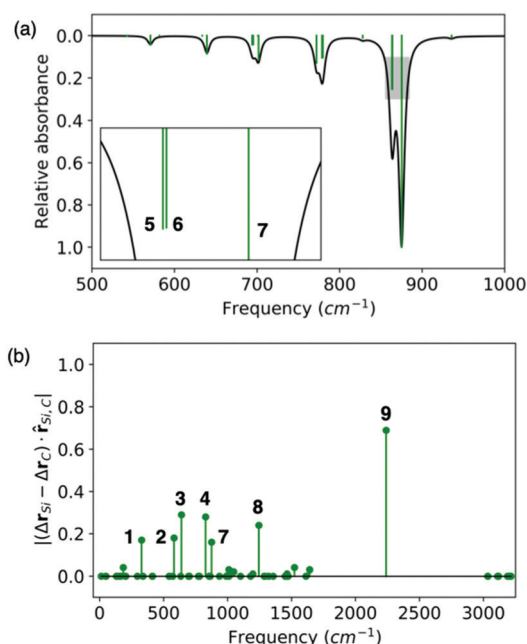 (a)
Relative absorbance
0.0
0.2
0.4
0.6
0.8
1.0
5 6 7
500 600 700 800 900 1000
Frequency (cm⁻¹)
(b)
|(Δr_Si − Δr_C) · r̂_Si,C|
1.0
0.8
0.6
0.4
0.2
0.0
9
3 4
8
1 2 7
0 500 1000 1500 2000 2500 3000
Frequency (cm⁻¹)